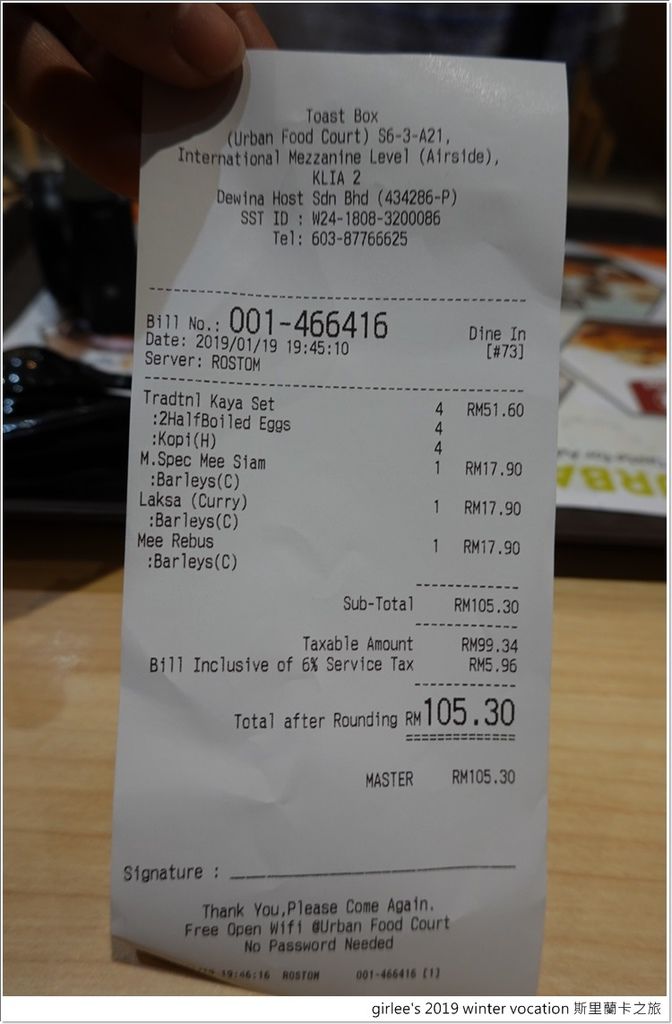 Toast Box
(Urban Food Court) S6-3-A21,
International Mezzanine Level (Airside),
KLIA 2
Dewina Host Sdn Bhd (434286-P)
SST ID : W24-1808-3200086
Tel: 603-87766625
Bill No.: 001-466416 Dine In
Date: 2019/01/19 19:45:10 [#73]
Server: ROSTOM
Tradtnl Kaya Set 4 RM51.60
:2HalfBoiled Eggs 4
:Kopi(H) 4
M.Spec Mee Siam 1 RM17.90
:Barleys(C)
Laksa (Curry) 1 RM17.90
:Barleys(C)
Mee Rebus 1 RM17.90
:Barleys(C)
Sub-Total RM105.30
Taxable Amount RM99.34
Bill Inclusive of 6% Service Tax RM5.96
Total after Rounding RM105.30
MASTER RM105.30
Signature :
Thank You,Please Come Again.
Free Open Wifi @Urban Food Court
No Password Needed
19:46:16 ROSTOM 001-466416 [1]
girlee's 2019 winter vocation 斯里蘭卡之旅